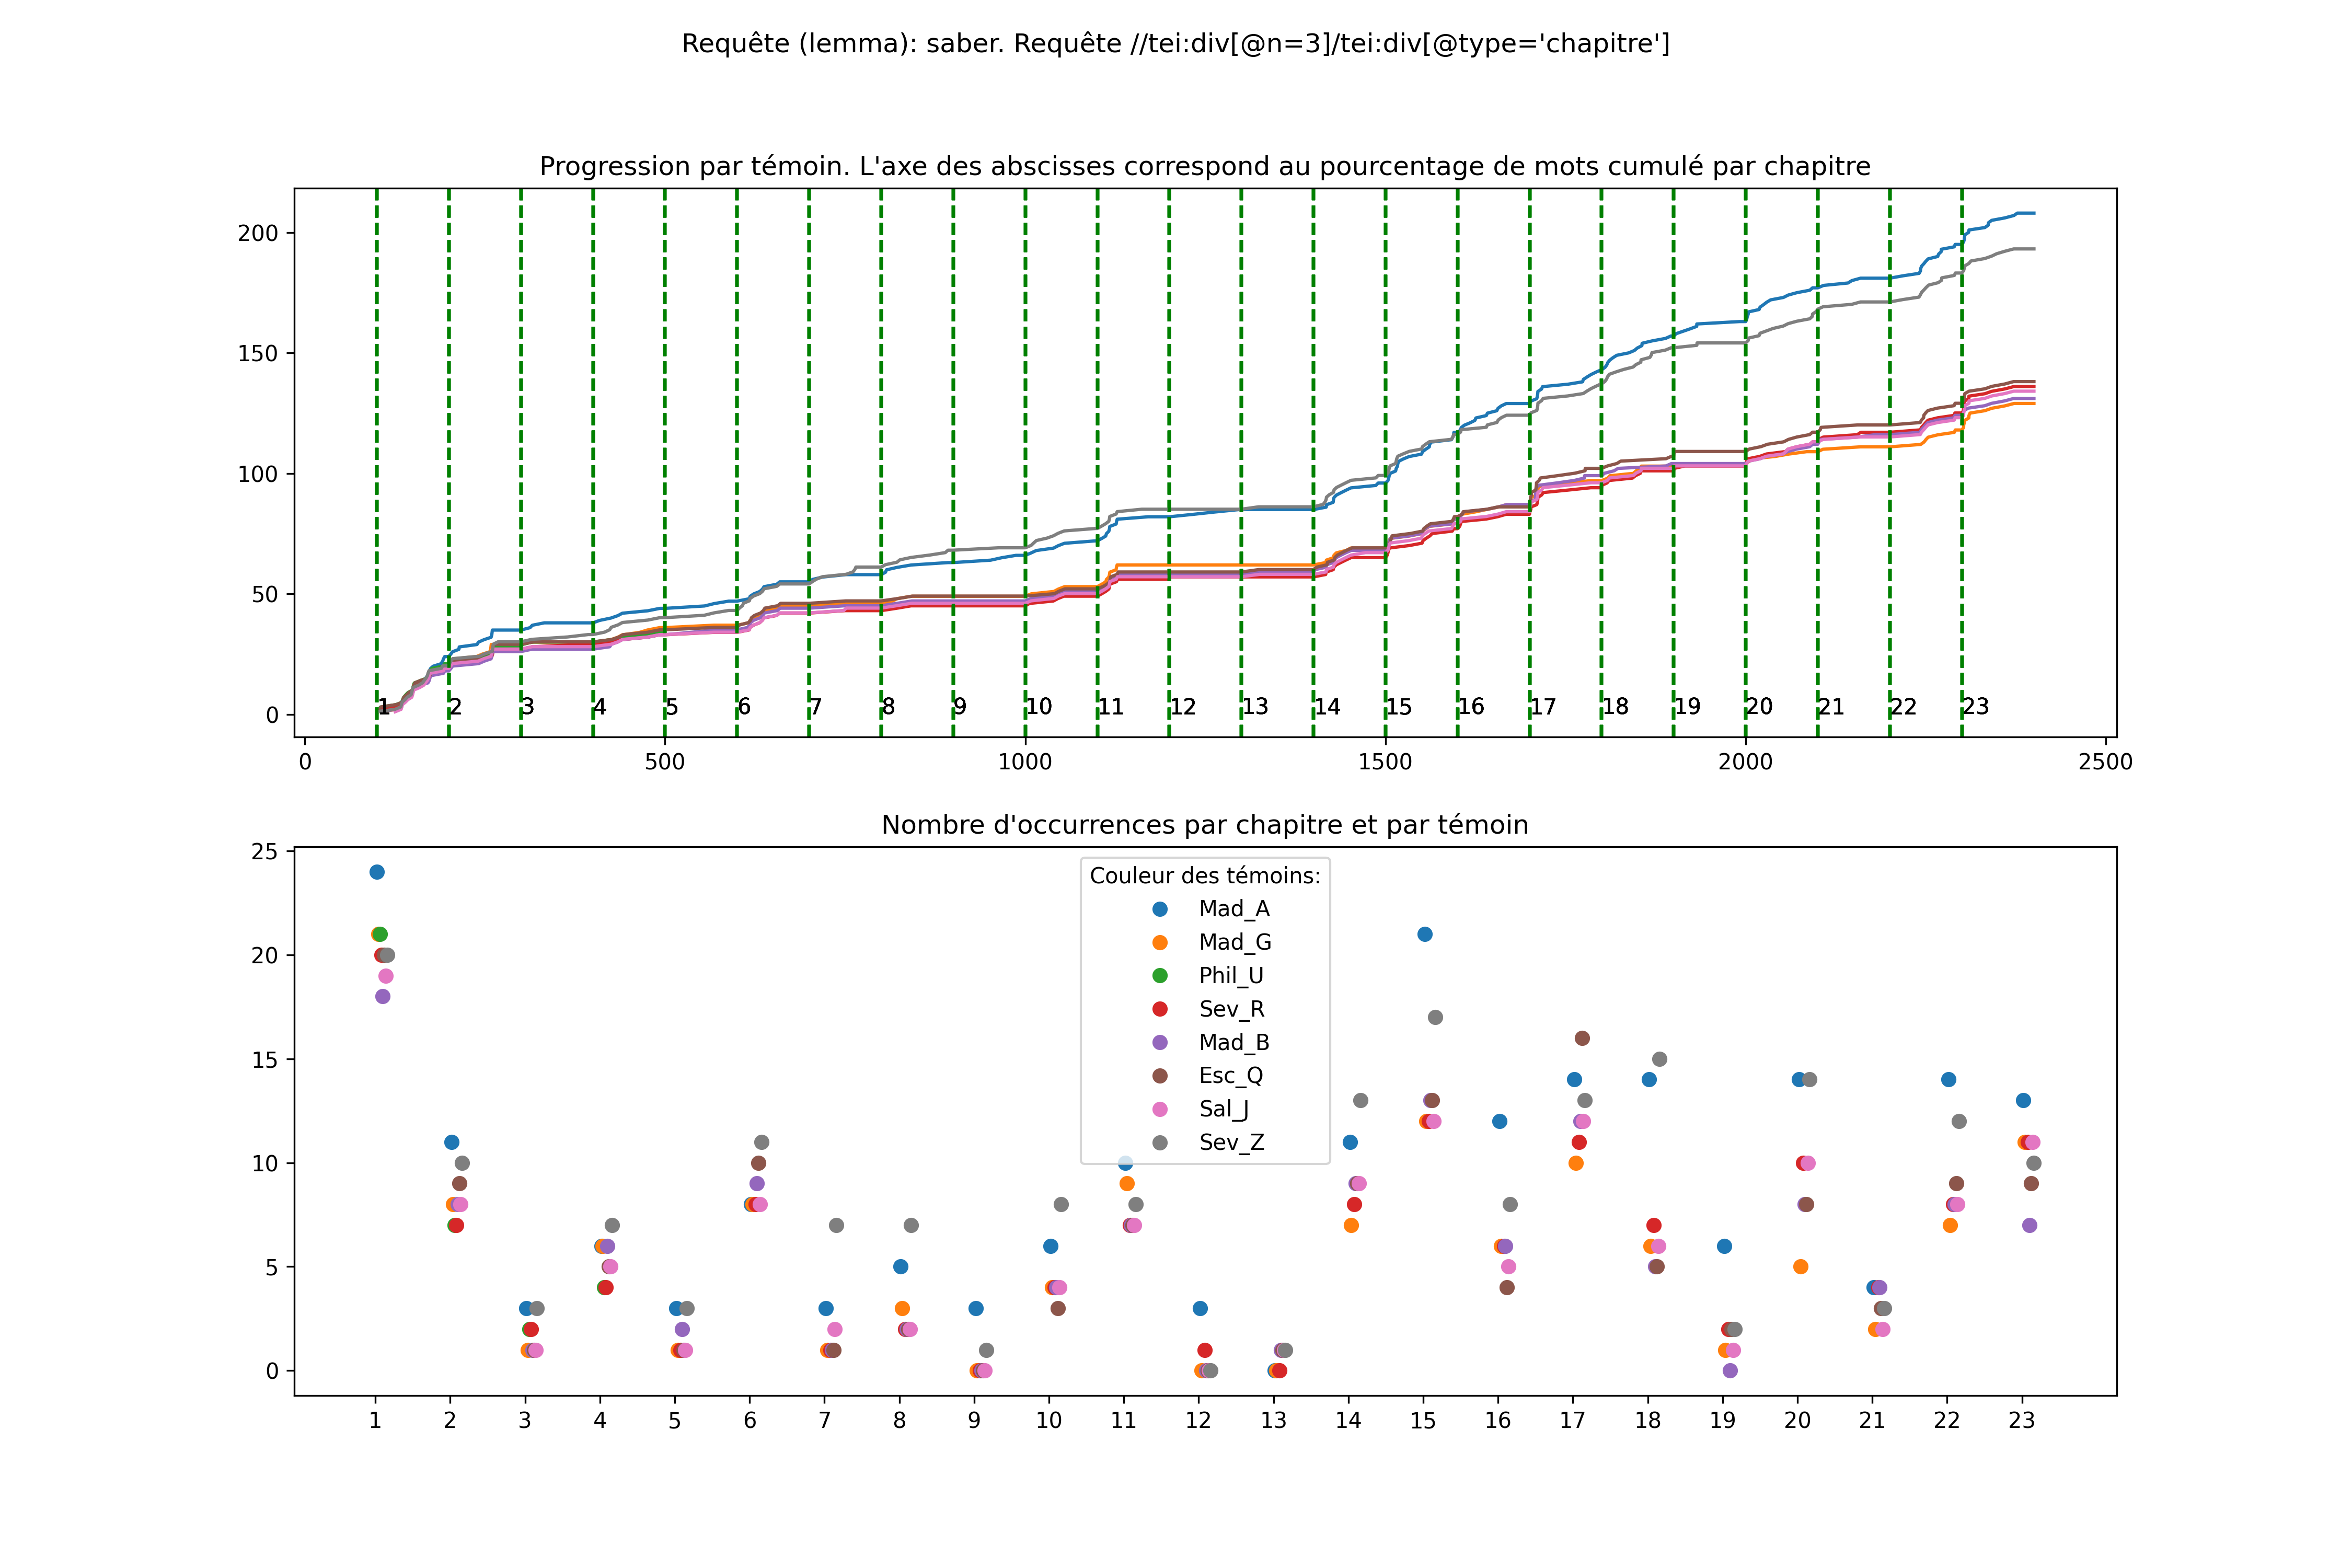 Requête (lemma): saber. Requête //tei:div[@n=3]/tei:div[@type='chapitre']
Progression par témoin. L'axe des abscisses correspond au pourcentage de mots cumulé par chapitre
200
150
100
50
0
1 2 3 4 5 6 7 8 9 10 11 12 13 14 15 16 17 18 19 20 21 22 23
0 500 1000 1500 2000 2500
Nombre d'occurrences par chapitre et par témoin
25
20
15
10
5
0
Couleur des témoins:
Mad_A
Mad_G
Phil_U
Sev_R
Mad_B
Esc_Q
Sal_J
Sev_Z
1 2 3 4 5 6 7 8 9 10 11 12 13 14 15 16 17 18 19 20 21 22 23